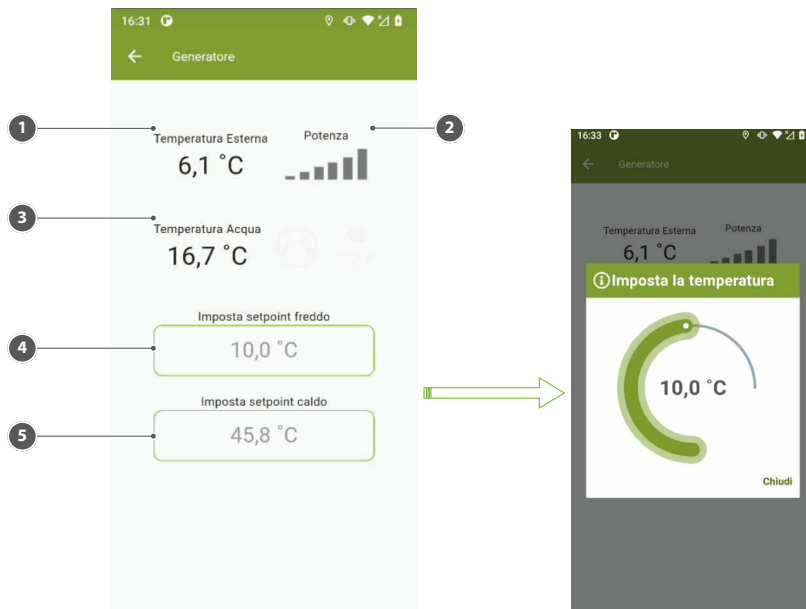 16:31
Generatore
1
Temperatura Esterna
6,1 °C
Potenza
2
3
Temperatura Acqua
16,7 °C
Imposta setpoint freddo
4
10,0 °C
Imposta setpoint caldo
5
45,8 °C
16:33
Generatore
Temperatura Esterna
6,1 °C
Potenza
Imposta la temperatura
10,0 °C
Chiudi